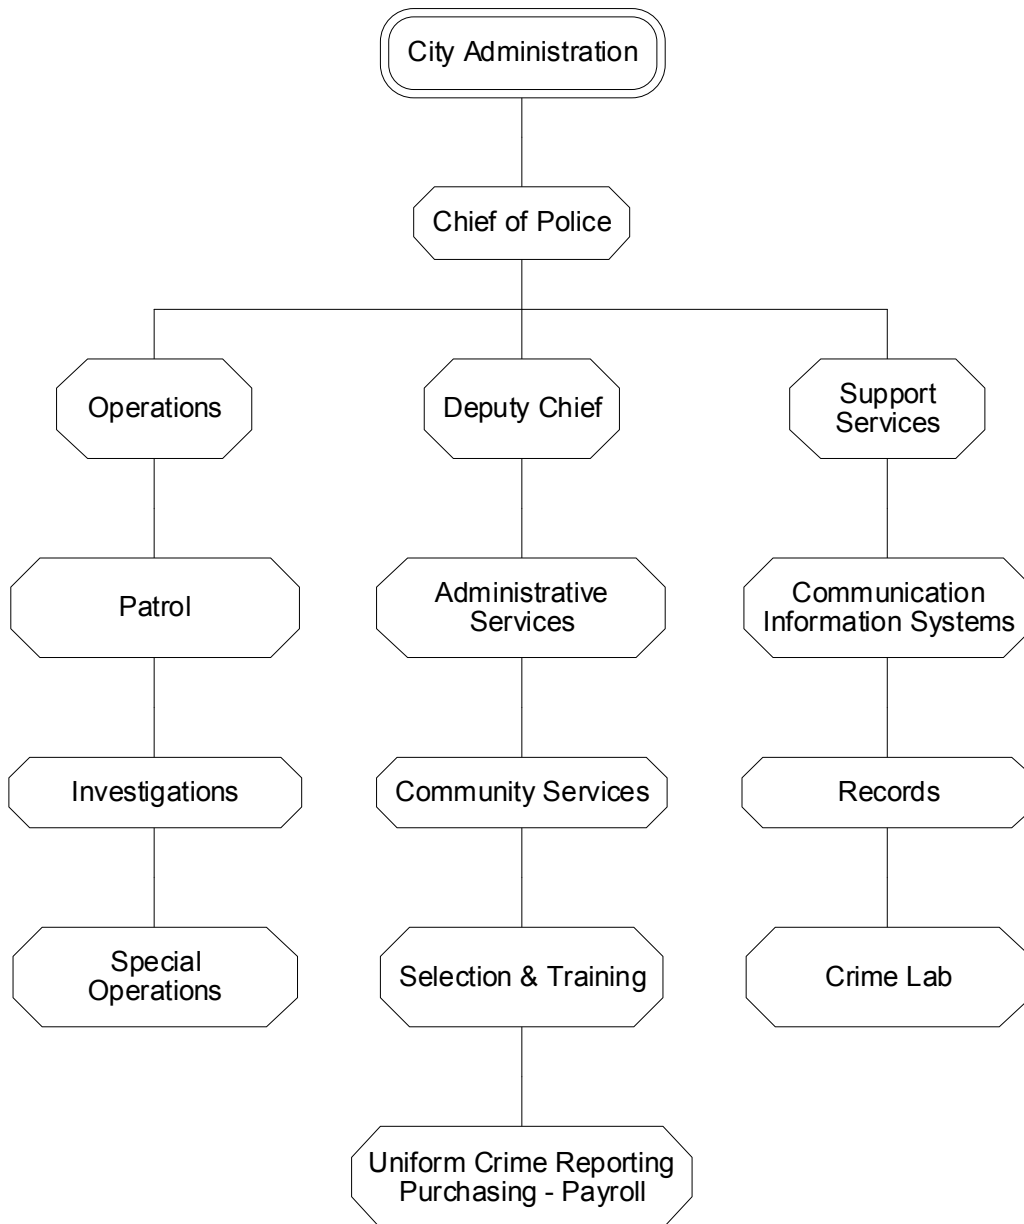 City Administration
Chief of Police
Operations
Deputy Chief
Support
Services
Patrol
Administrative
Services
Communication
Information Systems
Investigations
Community Services
Records
Special
Operations
Selection & Training
Crime Lab
Uniform Crime Reporting
Purchasing - Payroll